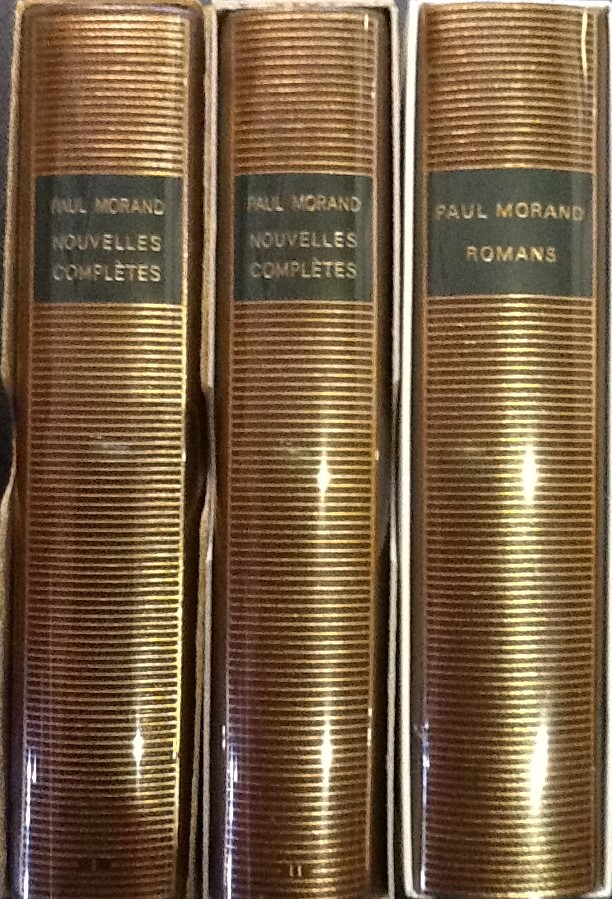 PAUL MORAND
NOUVELLES
COMPLÈTES
I
PAUL MORAND
NOUVELLES
COMPLÈTES
II
PAUL MORAND
ROMANS